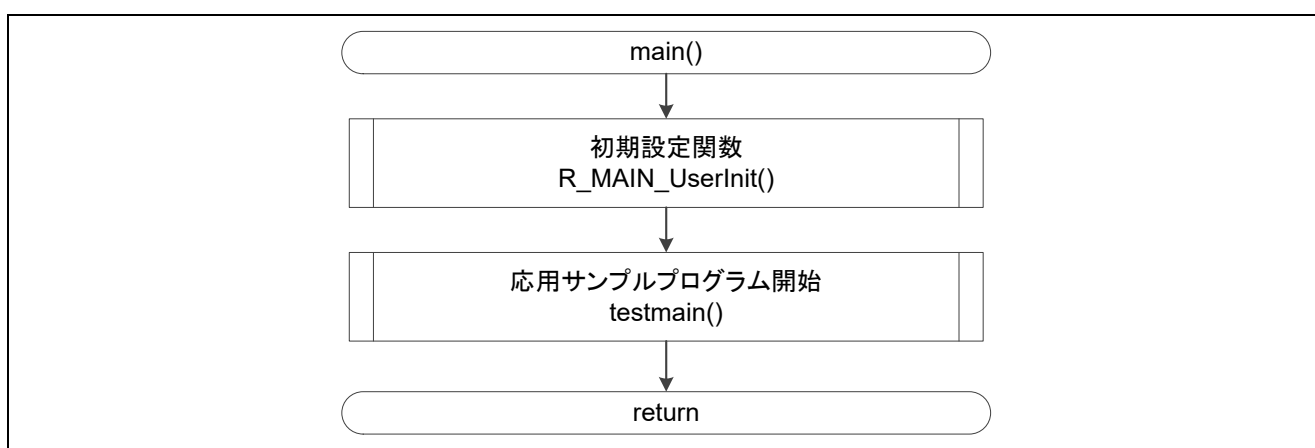 main()
初期設定関数
R_MAIN_UserInit()
応用サンプルプログラム開始
testmain()
return